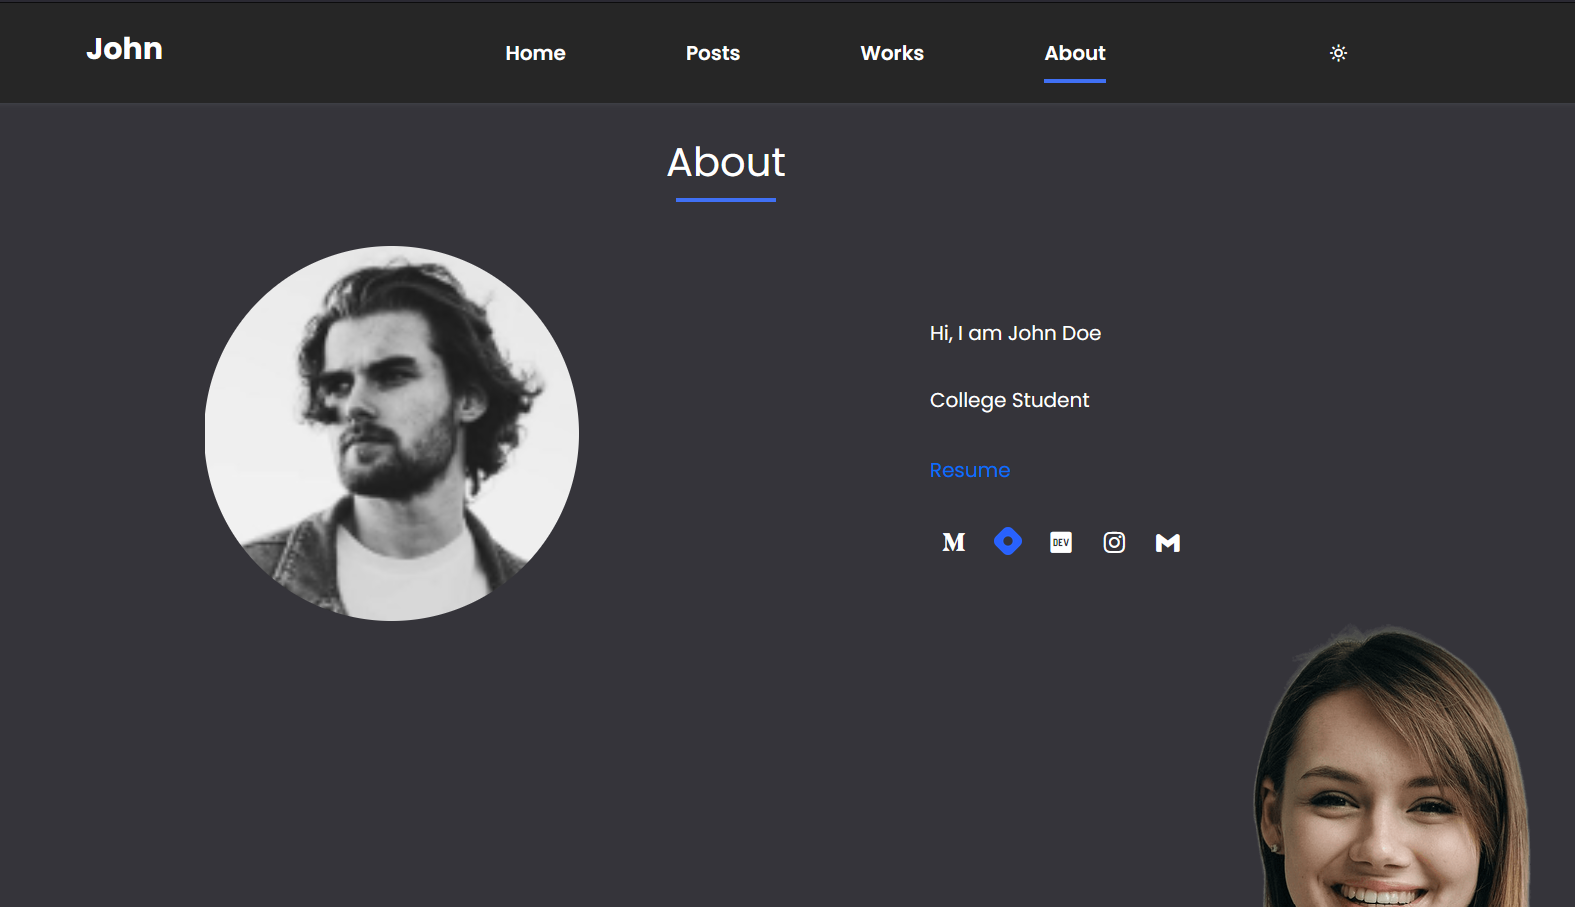 John
Home Posts Works About
About
Hi, I am John Doe
College Student
Resume
M DEV M